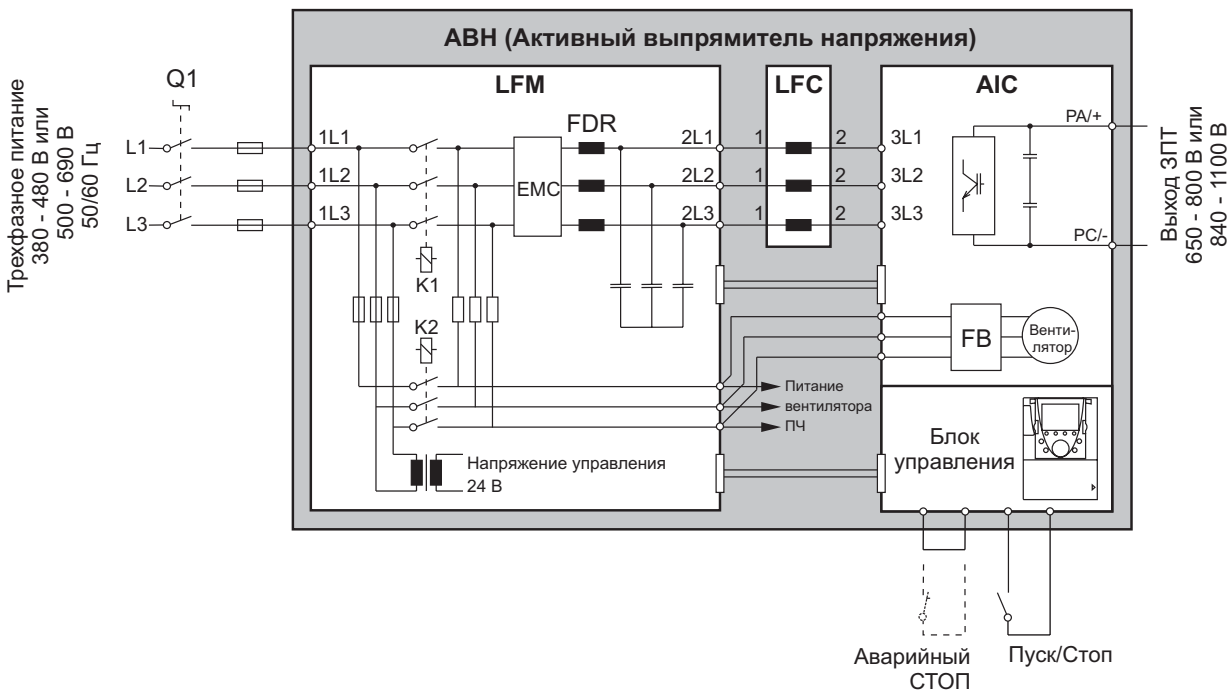 АВН (Активный выпрямитель напряжения)
Трехфазное питание
380 - 480 В или
500 - 690 В
50/60 Гц
Q1
L1
L2
L3
LFM
1L1
1L2
1L3
K1
K2
EMC
FDR
2L1
2L2
2L3
Напряжение управления
24 В
LFC
1
2
1
2
1
2
Питание
вентилятора
ПЧ
AIC
3L1
3L2
3L3
PA/+
PC/-
FB
Венти-
лятор
Блок
управления
Выход ЗПТ
650 - 800 В или
840 - 1100 В
Аварийный
СТОП
Пуск/Стоп